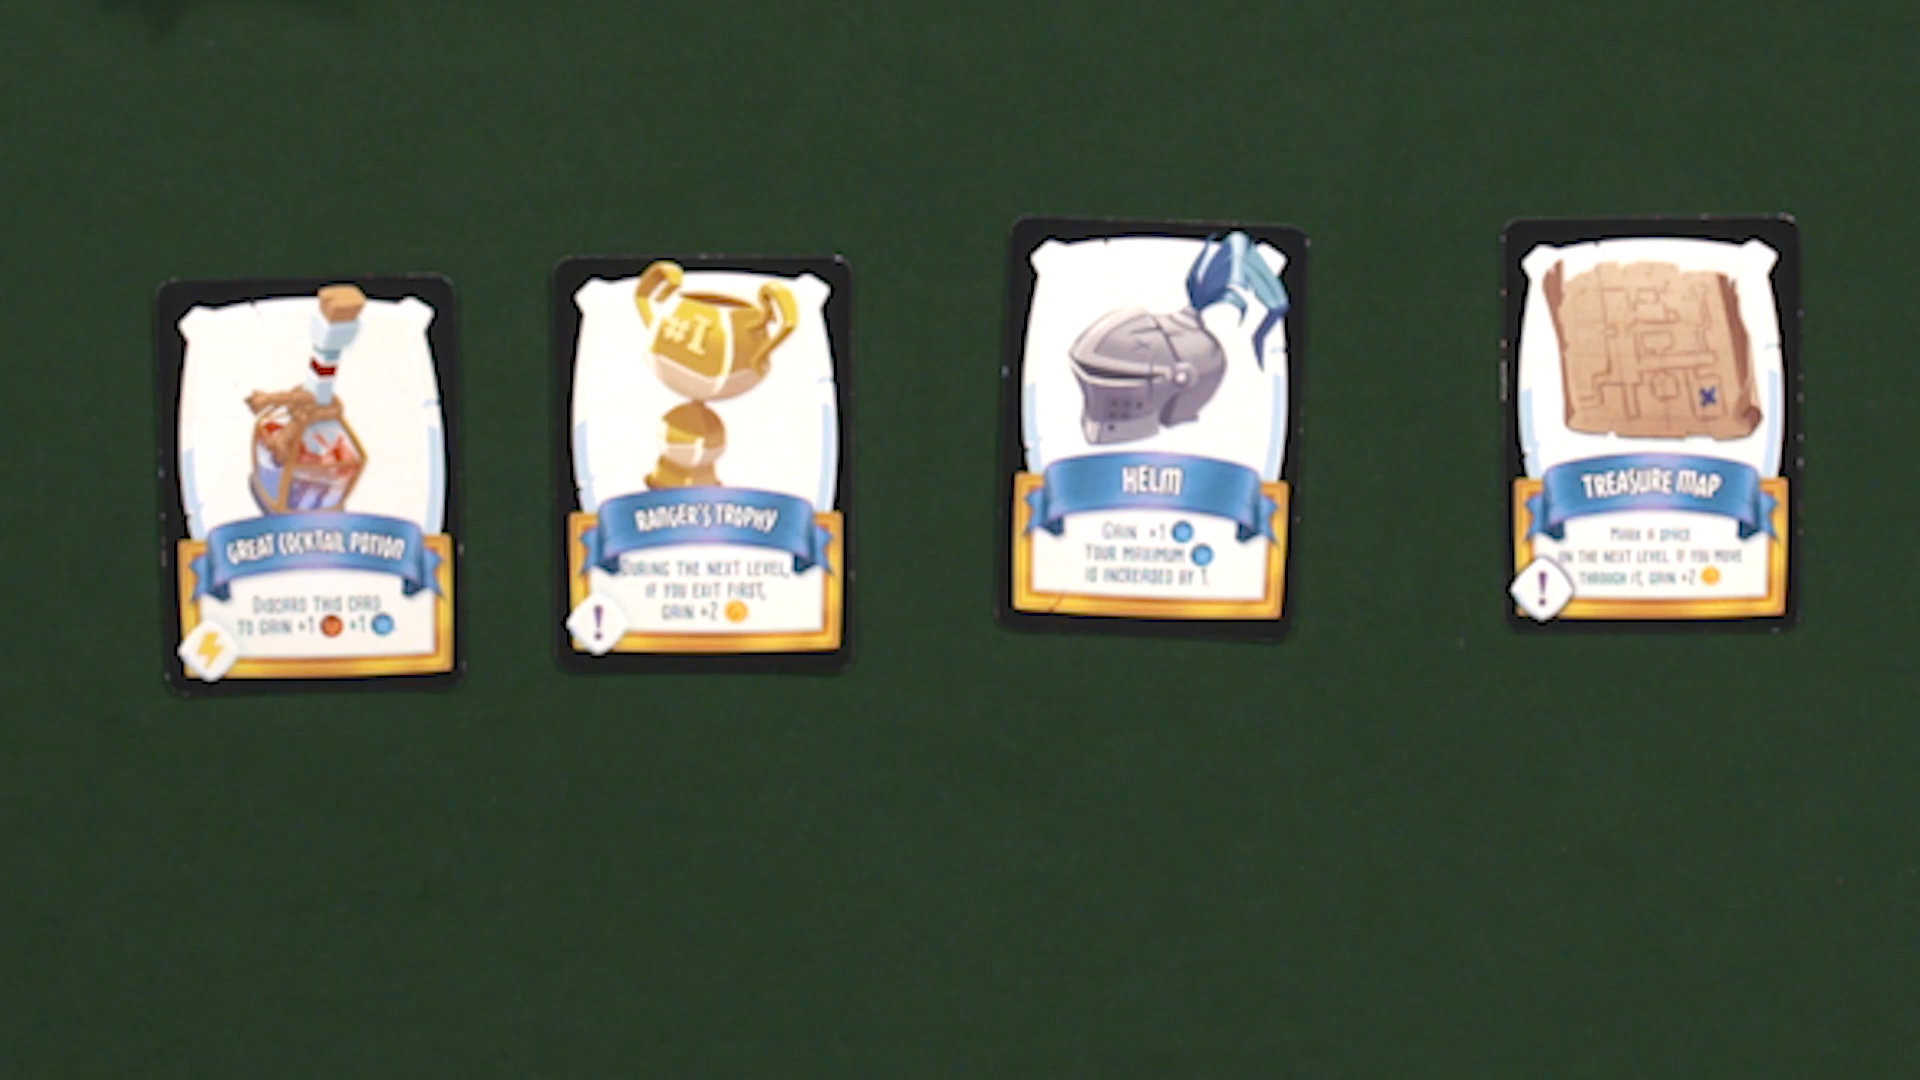 GREAT COCKTAIL POTION
DISCARD THIS CARD
TO GAIN +1 +1
#1
RANGER'S TROPHY
DURING THE NEXT LEVEL,
IF YOU EXIT FIRST,
GAIN +2
!
HELM
GAIN +1
YOUR MAXIMUM
IS INCREASED BY 1.
TREASURE MAP
MARK A SPACE
ON THE NEXT LEVEL. IF YOU MOVE
THROUGH IT, GAIN +2
!